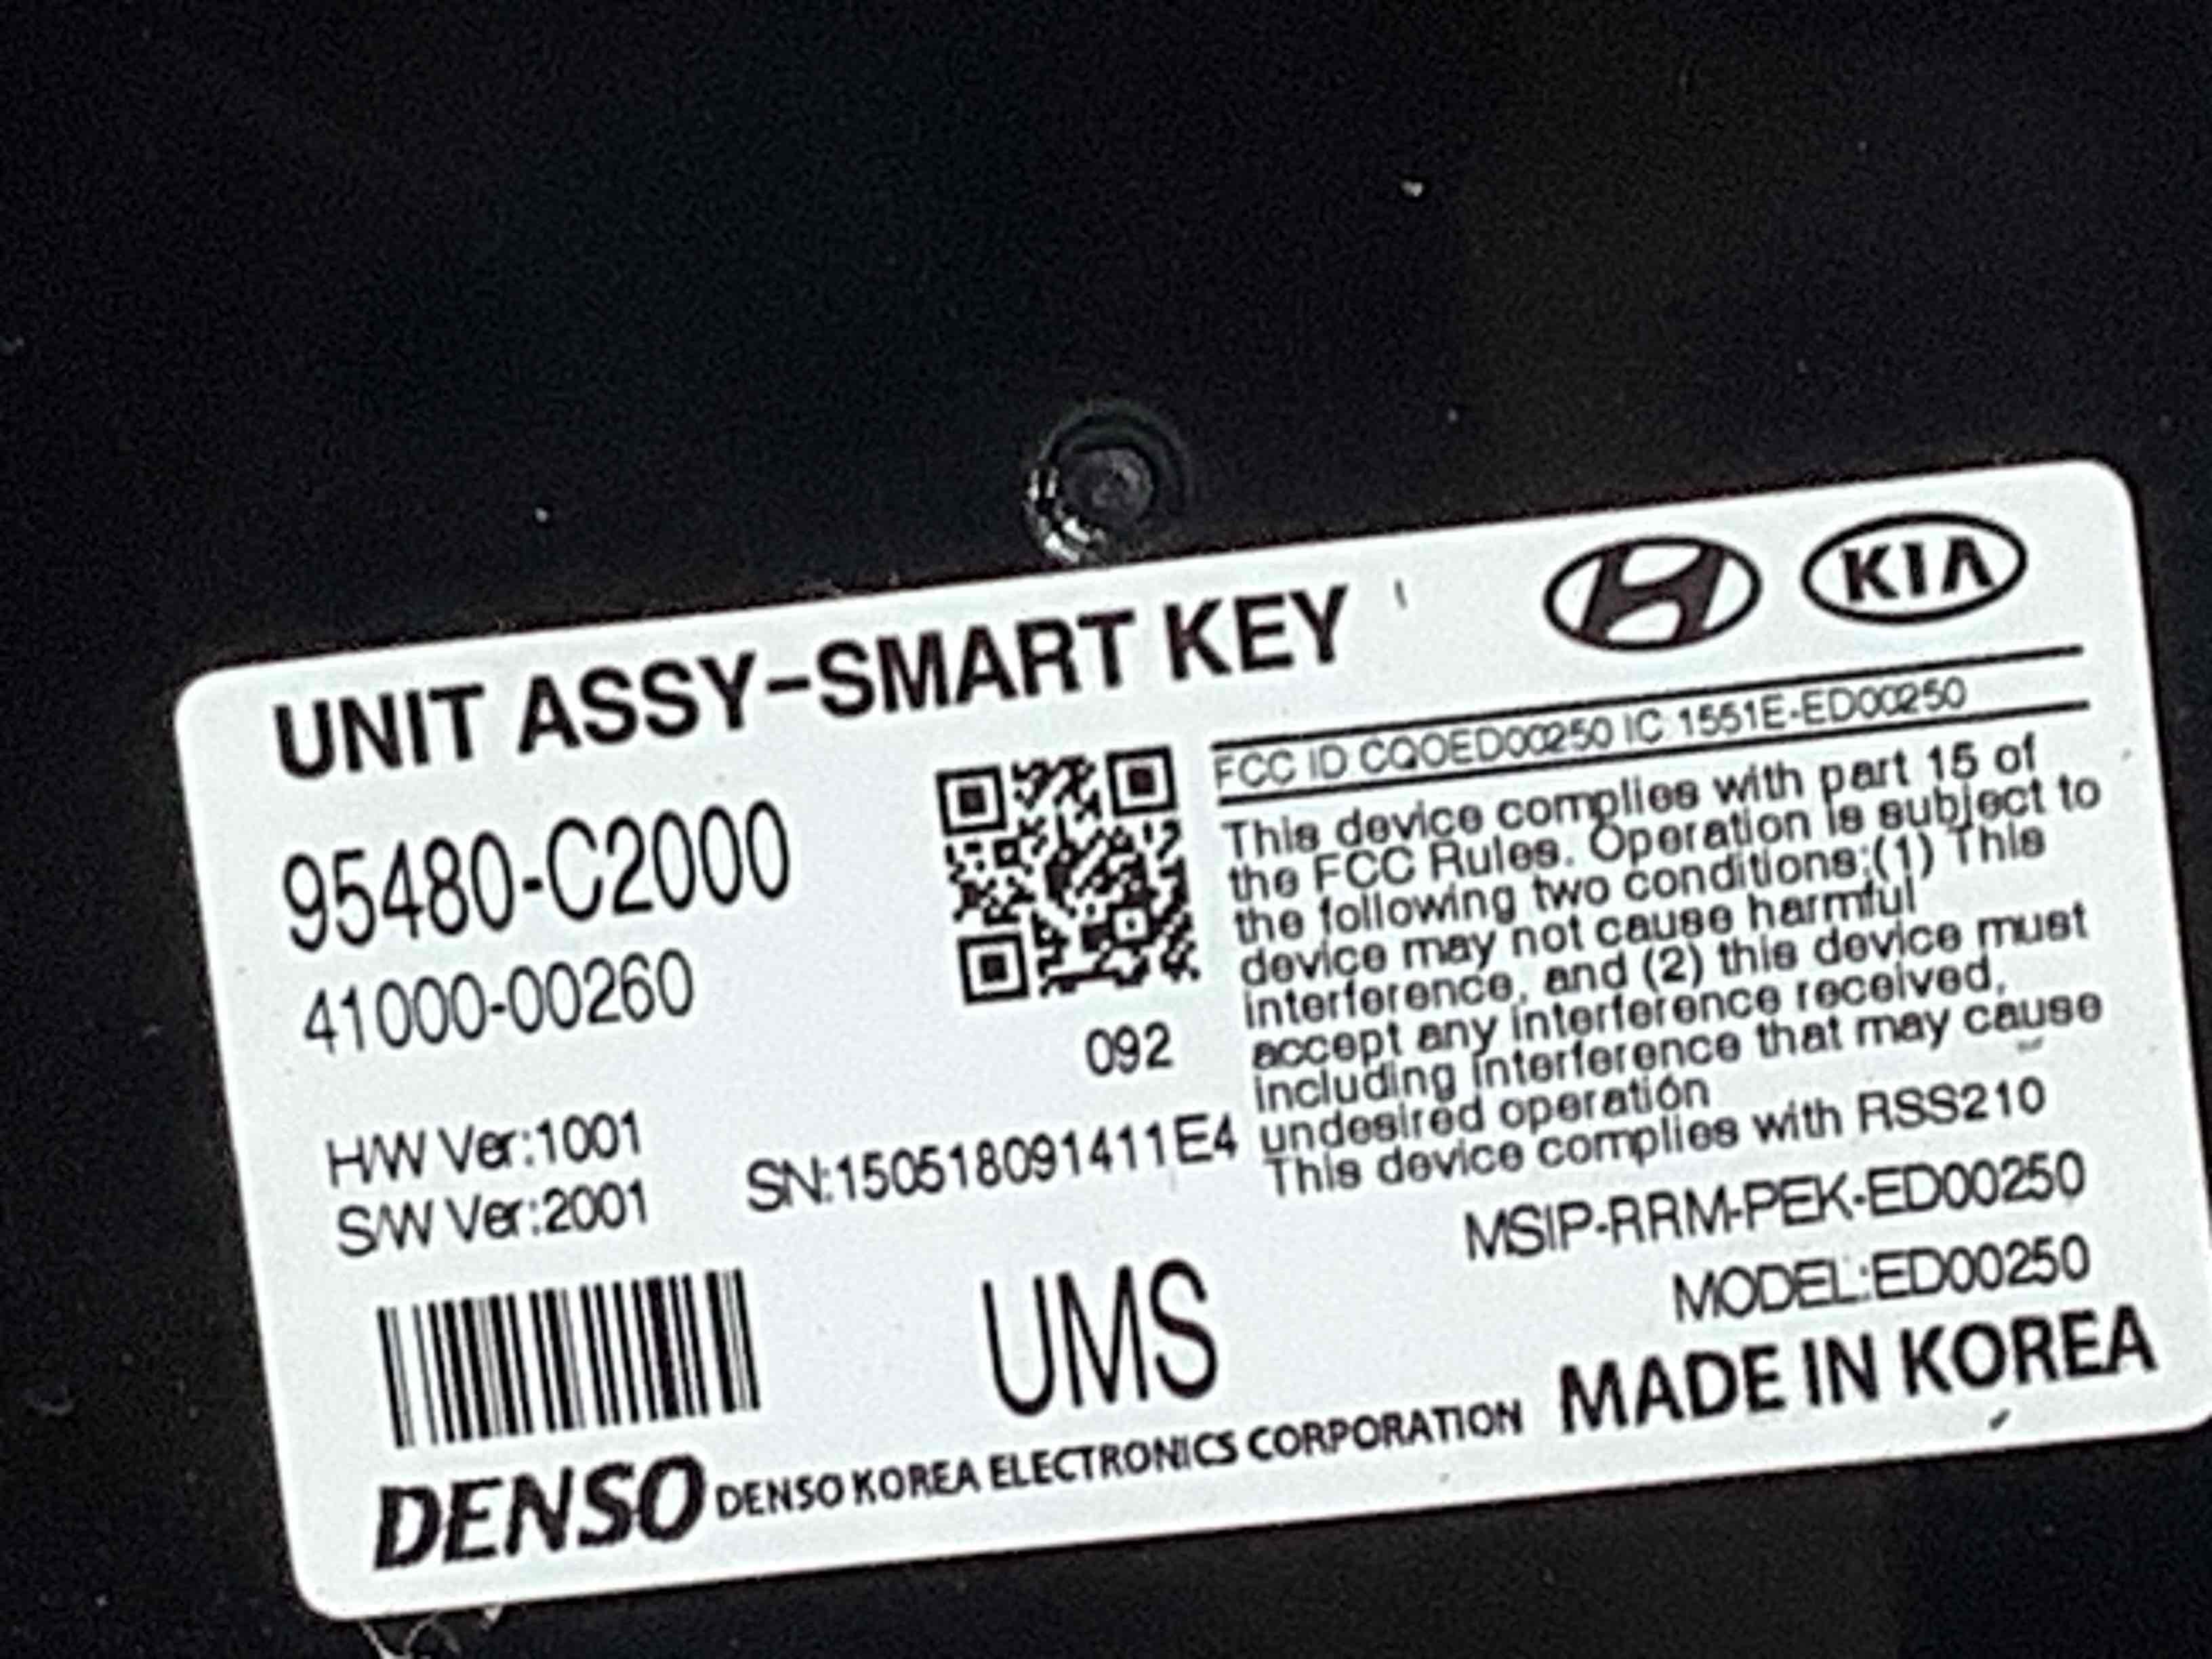 UNIT ASSY-SMART KEY
KIA
95480-C2000
41000-00260
092
H/W Ver:1001
S/W Ver:2001
SN:150518091411E4
FCC ID CQOED00250 IC 1551E-ED00250
This device complies with part 15 of
the FCC Rules. Operation is subject to
the following two conditions:(1) This
device may not cause harmful
interference, and (2) this device must
accept any interference received,
including interference that may cause
undesired operation
This device complies with RSS210
MSIP-RRM-PEK-ED00250
MODEL:ED00250
UMS
MADE IN KOREA
DENSO DENSO KOREA ELECTRONICS CORPORATION